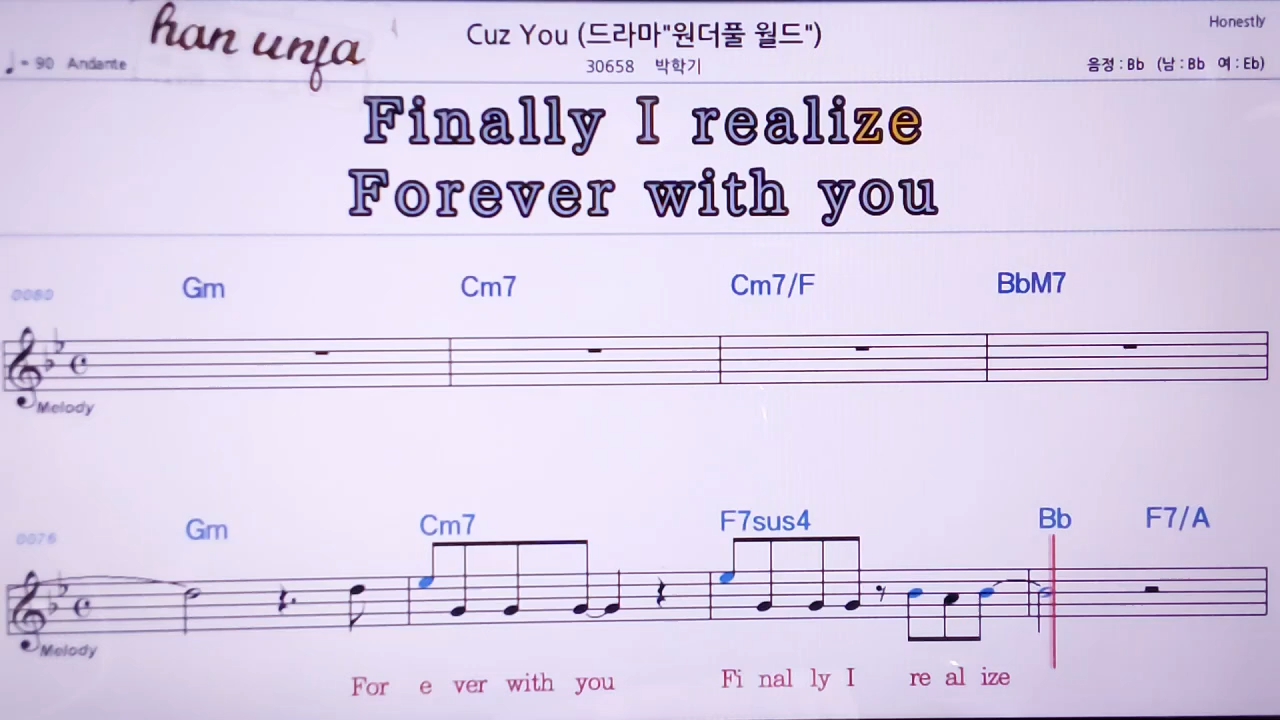 han unfa
Cuz You (드라마"원더풀 월드")
Honestly
♩ = 90 Andante
30658 박학기
음정 : Bb (남 : Bb 여 : Eb)
Finally I realize
Forever with you
0080
Gm Cm7 Cm7/F BbM7
Melody
0076
Gm Cm7 F7sus4 Bb F7/A
Melody
For e ver with you Fi nal ly I re al ize